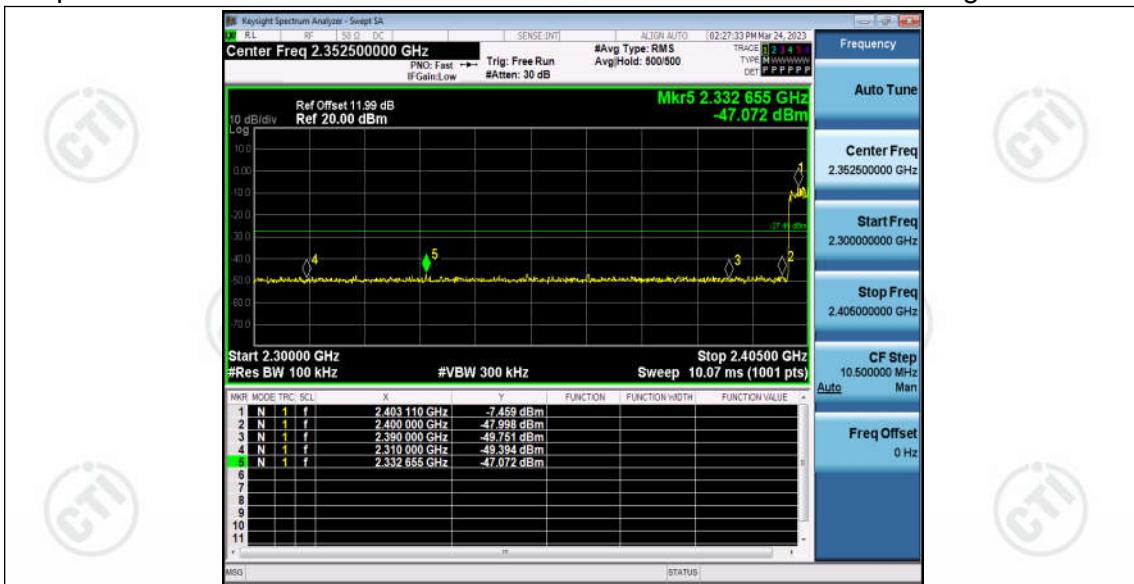 Keysight Spectrum Analyzer - Swept SA
RL RF 50 Ω DC SENSE:INT ALIGN AUTO 02:27:33 PM Mar 24, 2023
Center Freq 2.352500000 GHz
PNO: Fast
IFGain:Low
Trig: Free Run
#Atten: 30 dB
#Avg Type: RMS
Avg|Hold: 500/500
TRACE 1 2 3 4 5 6
TYPE M WWWWW
DET P P P P P P
Frequency
Auto Tune
Center Freq
2.352500000 GHz
Start Freq
2.300000000 GHz
Stop Freq
2.405000000 GHz
CF Step
10.500000 MHz
Auto Man
Freq Offset
0 Hz
Mkr5 2.332 655 GHz
-47.072 dBm
Ref Offset 11.99 dB
10 dB/div Ref 20.00 dBm
Log
10.0
0.00
-10.0
-20.0
-30.0
-40.0
-50.0
-60.0
-70.0
1
4
5
3
2
Start 2.30000 GHz Stop 2.40500 GHz
#Res BW 100 kHz #VBW 300 kHz Sweep 10.07 ms (1001 pts)
MKR MODE TRC SCL X Y FUNCTION FUNCTION WIDTH FUNCTION VALUE
1 N 1 f 2.403 110 GHz -7.459 dBm
2 N 1 f 2.400 000 GHz -47.998 dBm
3 N 1 f 2.390 000 GHz -49.751 dBm
4 N 1 f 2.310 000 GHz -49.394 dBm
5 N 1 f 2.332 655 GHz -47.072 dBm
6
7
8
9
10
11
MSG STATUS
CTI
CTI
CTI
CTI